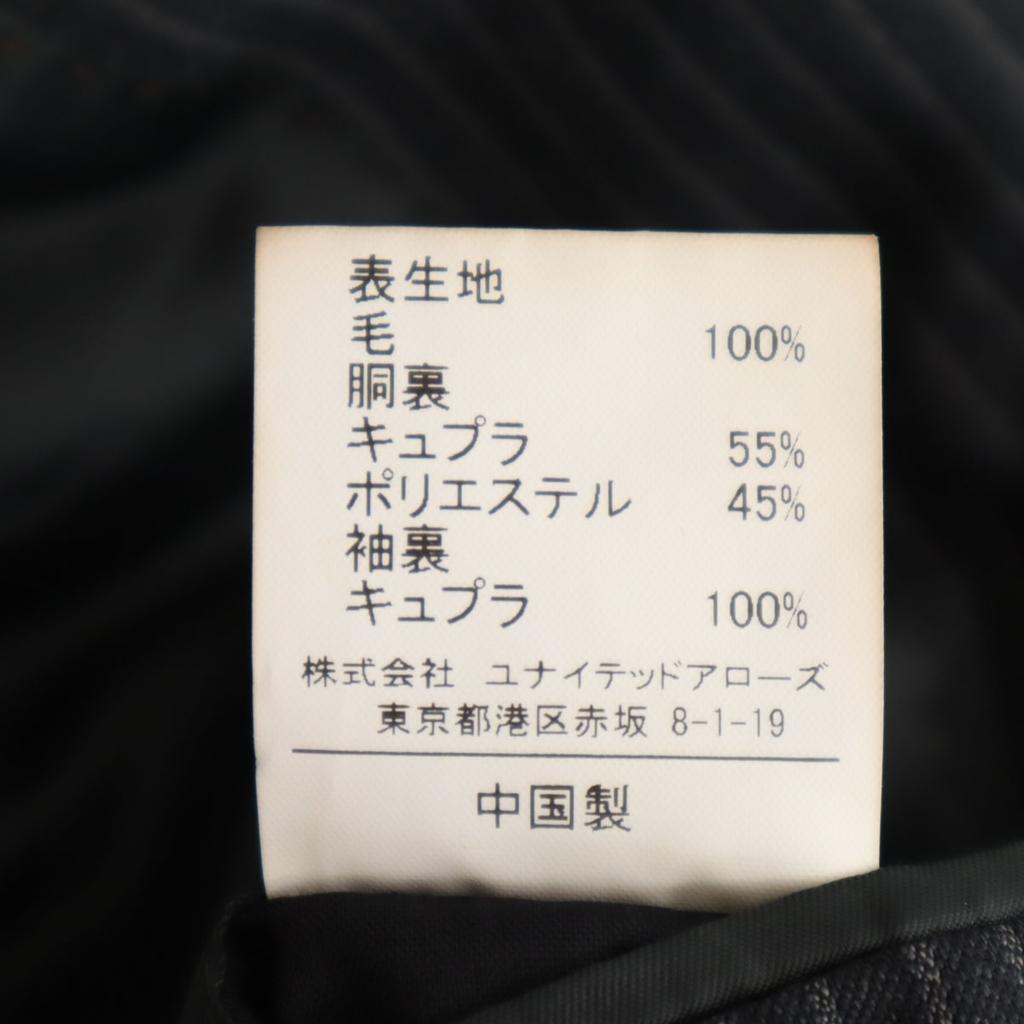 表生地
毛 100%
胴裏
キュプラ 55%
ポリエステル 45%
袖裏
キュプラ 100%
株式会社 ユナイテッドアローズ
東京都港区赤坂 8-1-19
中国製